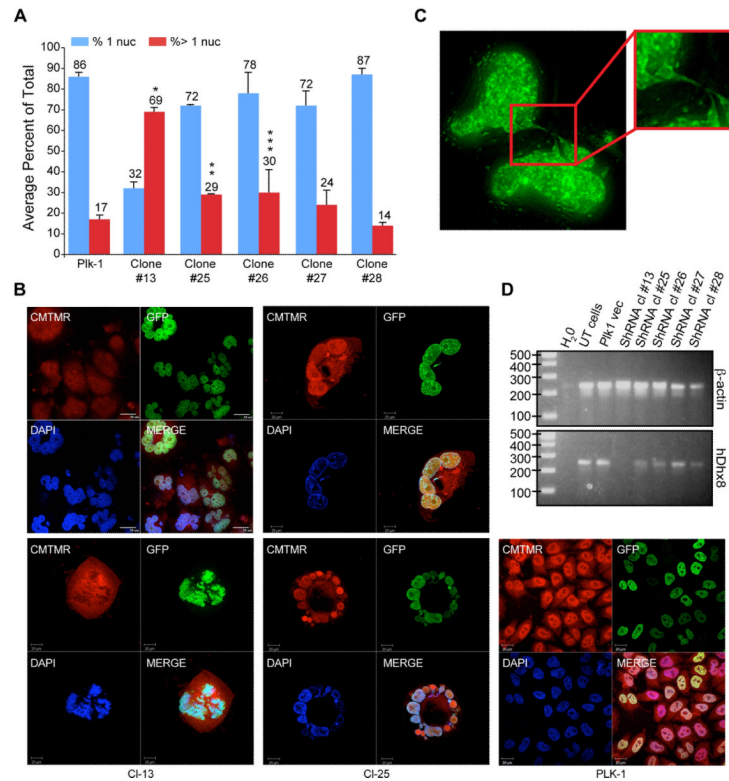 A
% 1 nuc
%> 1 nuc
Average Percent of Total
100
90
80
70
60
50
40
30
20
10
0
86
17
32
69
*
72
29
**
78
30
***
72
24
87
14
Plk-1
Clone #13
Clone #25
Clone #26
Clone #27
Clone #28
B
CMTMR
GFP
DAPI
MERGE
CMTMR
GFP
DAPI
MERGE
CMTMR
GFP
DAPI
MERGE
CMTMR
GFP
DAPI
MERGE
Cl-13
Cl-25
C
D
H₂0
UT cells
Plk1 vec
ShRNA cl #13
ShRNA cl #25
ShRNA cl #26
ShRNA cl #27
ShRNA cl #28
500
400
300
200
100
β-actin
500
400
300
200
100
hDhx8
CMTMR
GFP
DAPI
MERGE
PLK-1